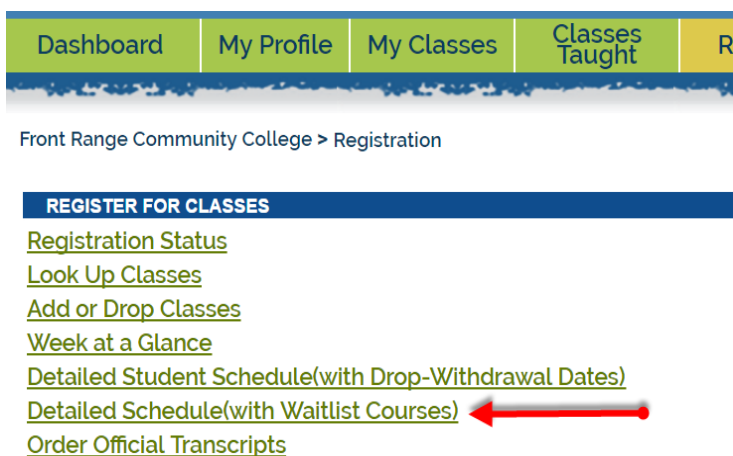 Dashboard
My Profile
My Classes
Classes
Taught
R
Front Range Community College > Registration
REGISTER FOR CLASSES
Registration Status
Look Up Classes
Add or Drop Classes
Week at a Glance
Detailed Student Schedule(with Drop-Withdrawal Dates)
Detailed Schedule(with Waitlist Courses)
Order Official Transcripts